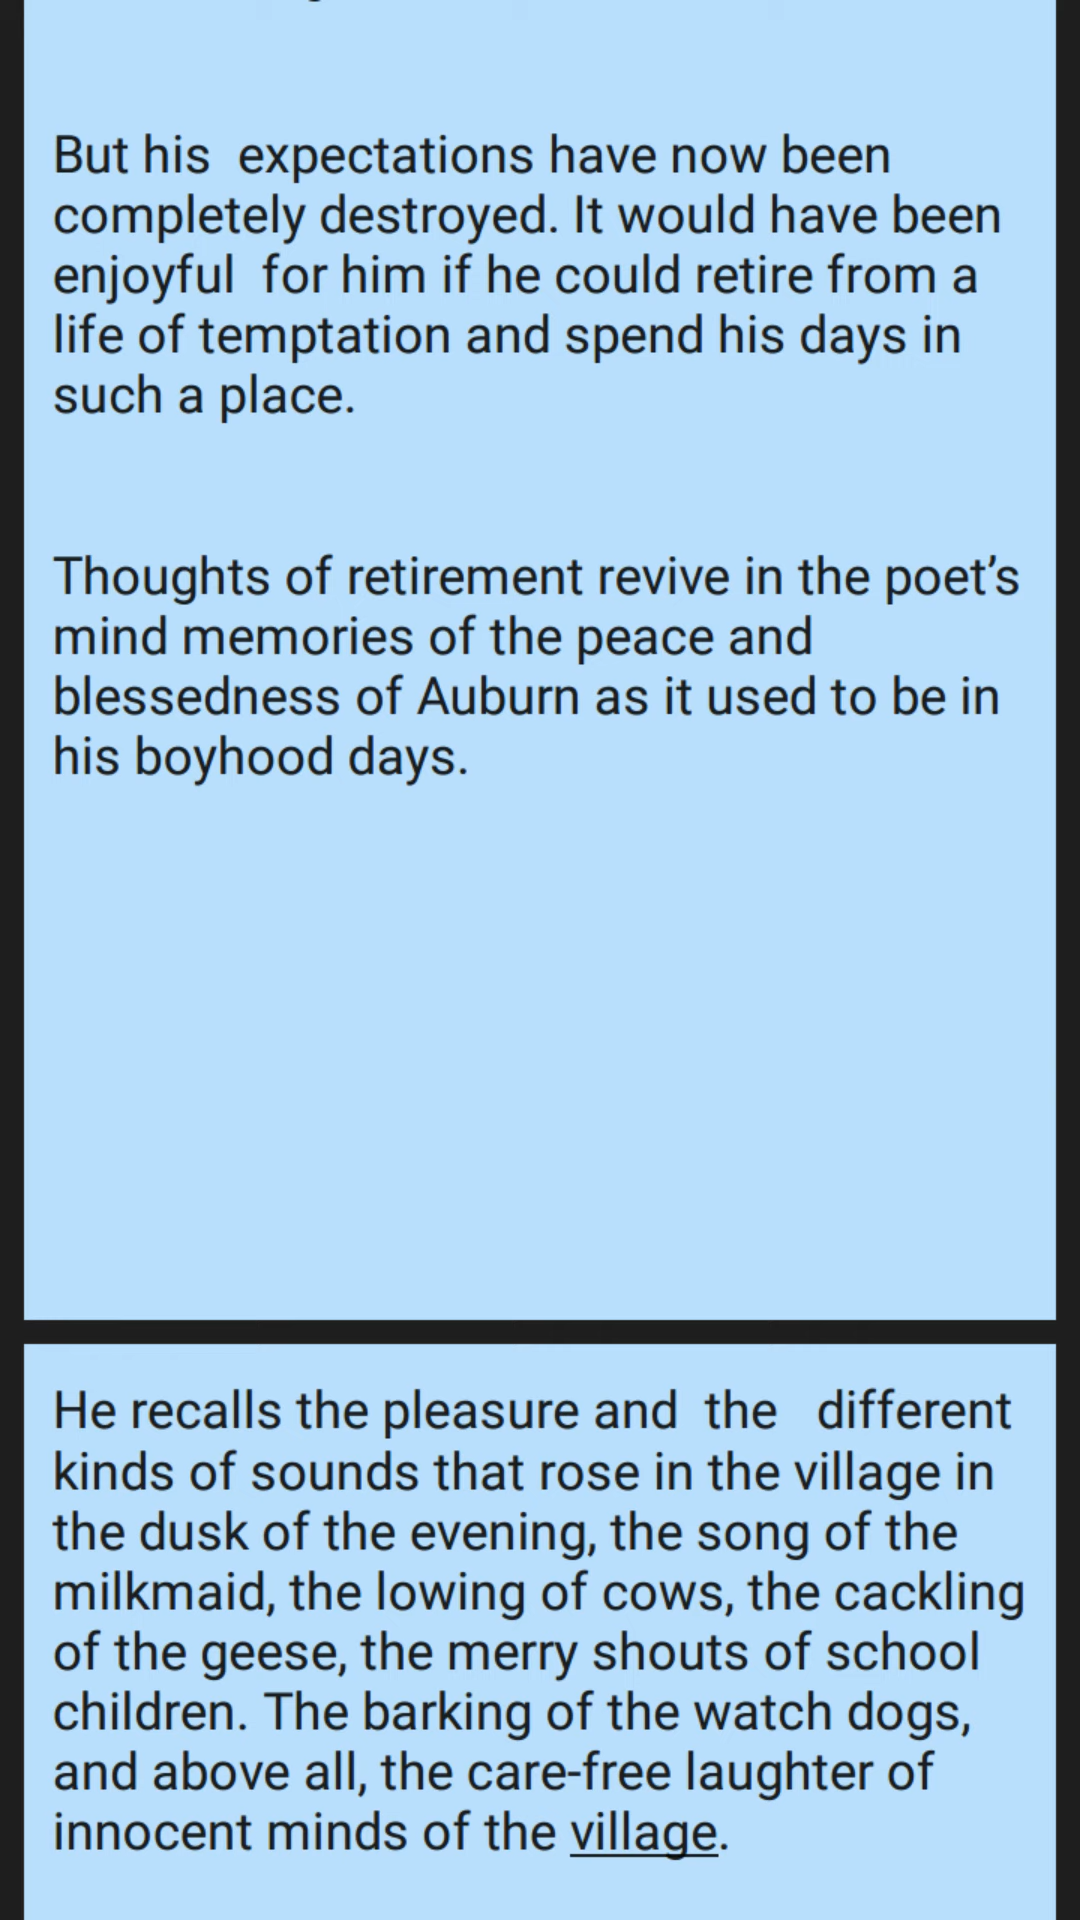 But his  expectations have now been
completely destroyed. It would have been
enjoyful  for him if he could retire from a
life of temptation and spend his days in
such a place.
Thoughts of retirement revive in the poet’s
mind memories of the peace and
blessedness of Auburn as it used to be in
his boyhood days.
He recalls the pleasure and  the   different
kinds of sounds that rose in the village in
the dusk of the evening, the song of the
milkmaid, the lowing of cows, the cackling
of the geese, the merry shouts of school
children. The barking of the watch dogs,
and above all, the care-free laughter of
innocent minds of the village.